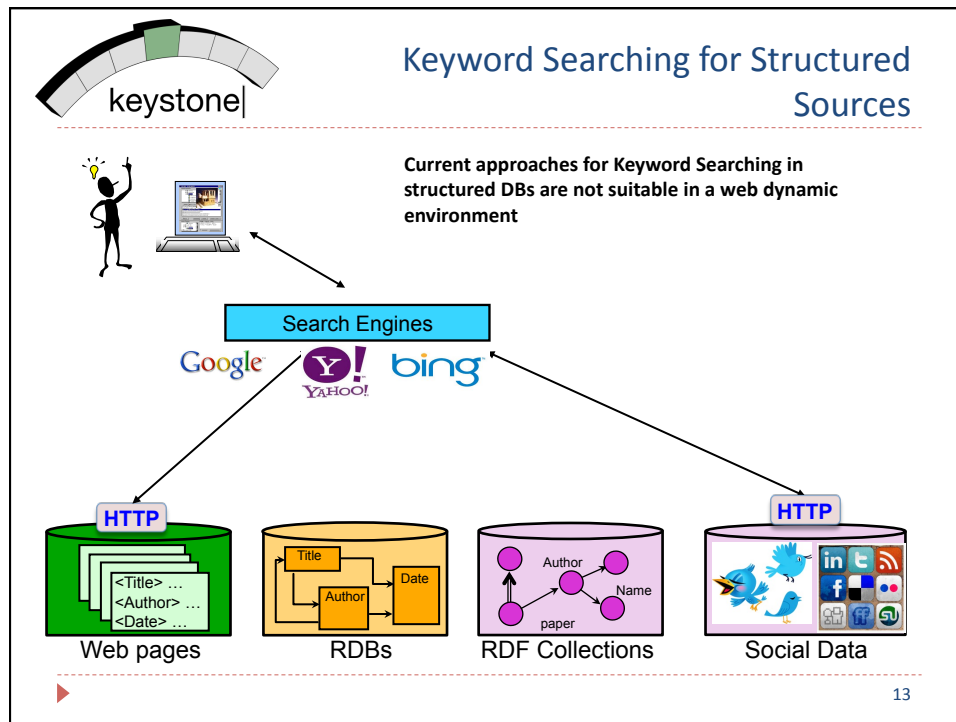 keystone
Keyword Searching for Structured
Sources
Current approaches for Keyword Searching in
structured DBs are not suitable in a web dynamic
environment
Search Engines
Google
Y!
YAHOO!
bing
HTTP
<Title> ...
<Author> ...
<Date> ...
Web pages
Title
Author
Date
RDBs
Author
Name
paper
RDF Collections
HTTP
in t
f
ff
Social Data
13